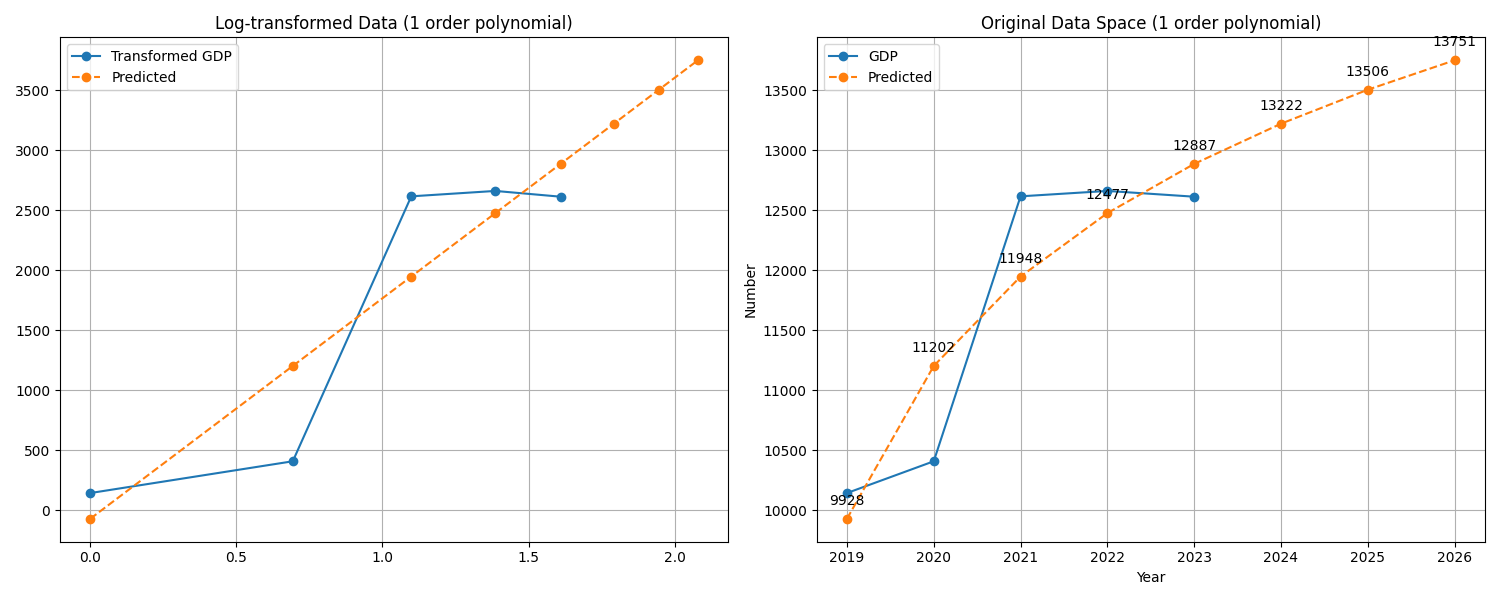 Log-transformed Data (1 order polynomial)
Transformed GDP
Predicted
3500
3000
2500
2000
1500
1000
500
0
0.0 0.5 1.0 1.5 2.0
Original Data Space (1 order polynomial)
GDP
Predicted
13751
13506
13222
12887
12477
11948
11202
9928
Number
13500
13000
12500
12000
11500
11000
10500
10000
2019 2020 2021 2022 2023 2024 2025 2026
Year